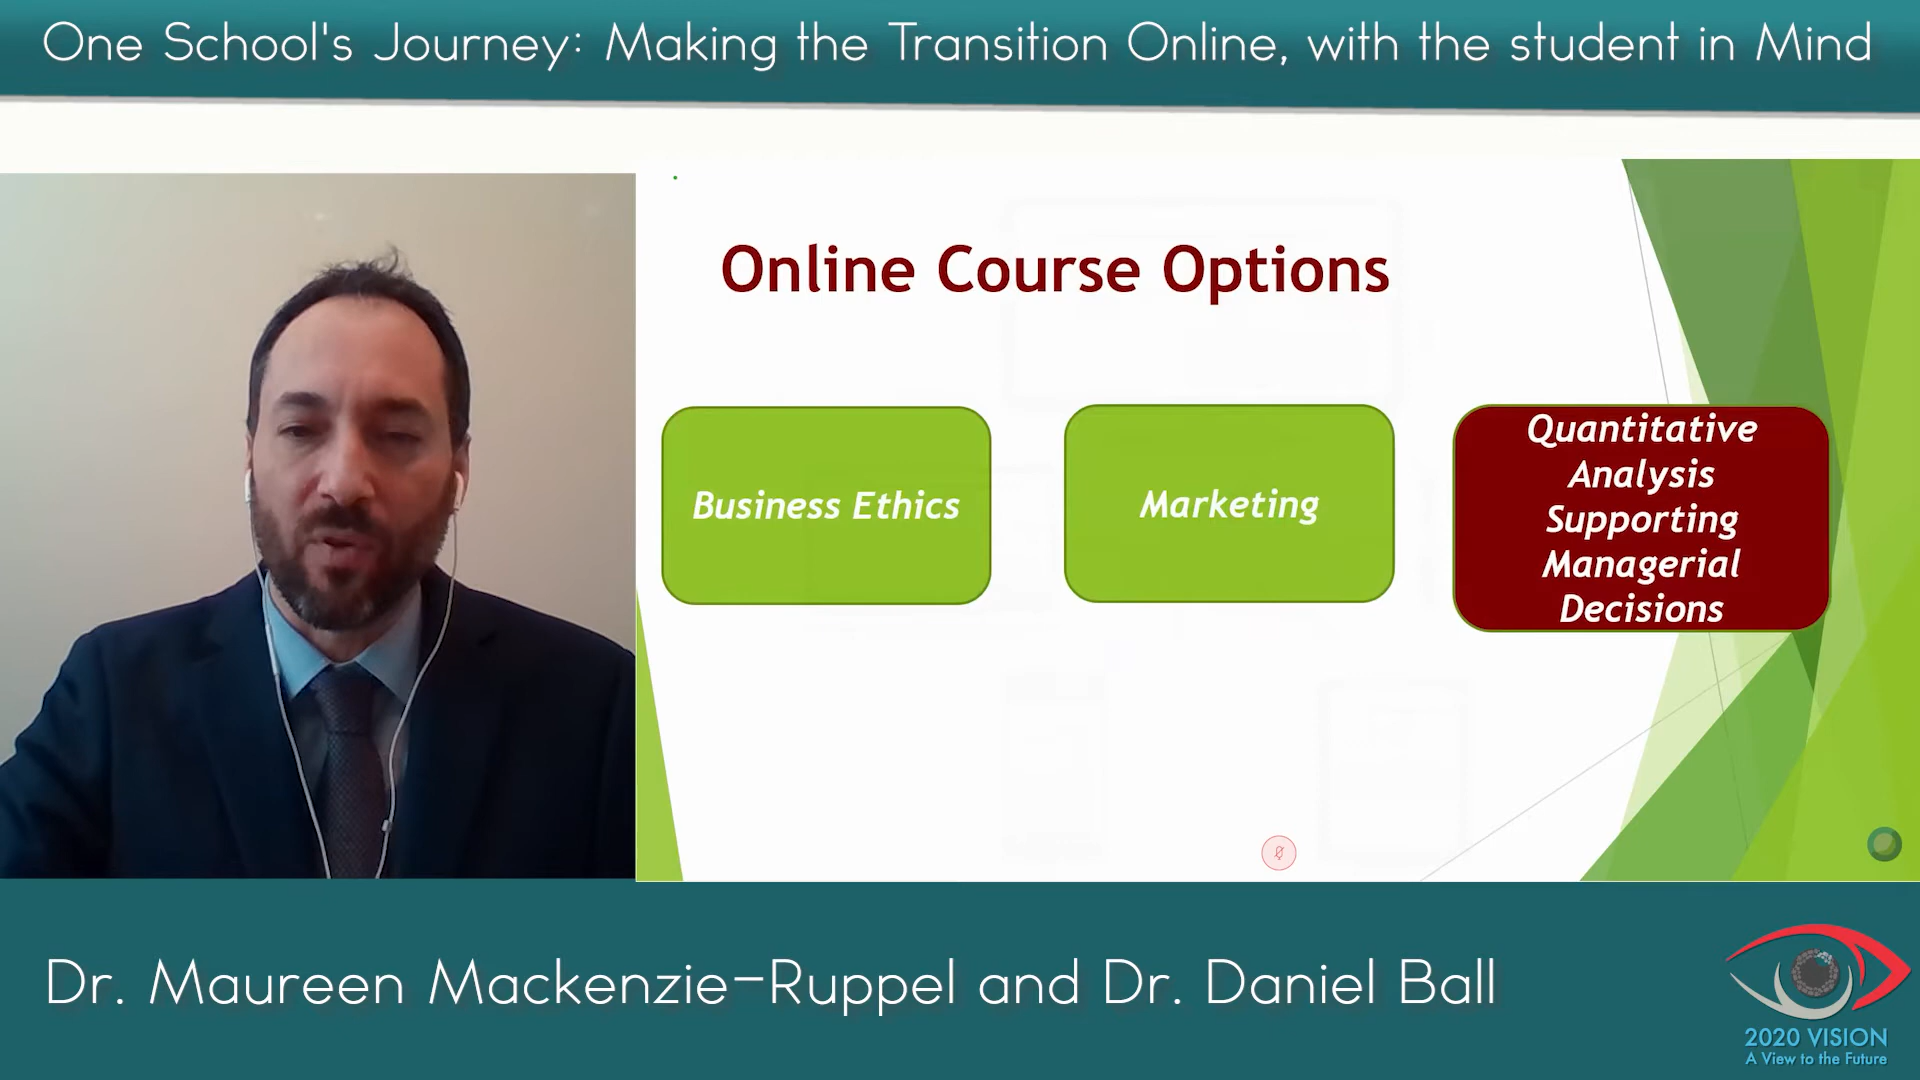 One School's Journey: Making the Transition Online, with the student in Mind
Online Course Options
Business Ethics
Marketing
Quantitative
Analysis
Supporting
Managerial
Decisions
Dr. Maureen Mackenzie-Ruppel and Dr. Daniel Ball
2020 VISION
A View to the Future